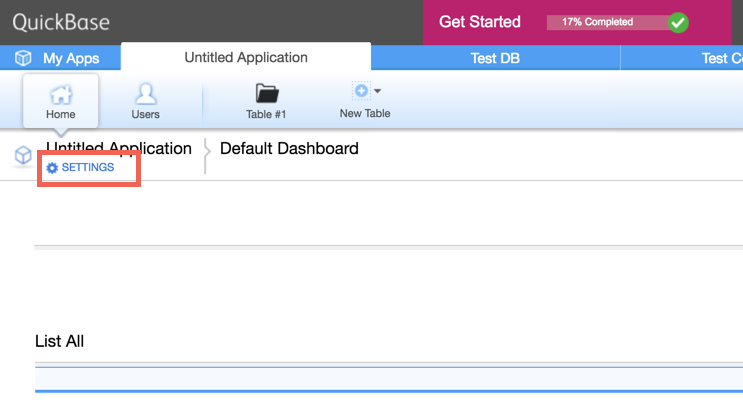 QuickBase
Get Started 17% Completed
My Apps Untitled Application Test DB Test C
Home Users Table #1 New Table
Untitled Application Default Dashboard
SETTINGS
List All